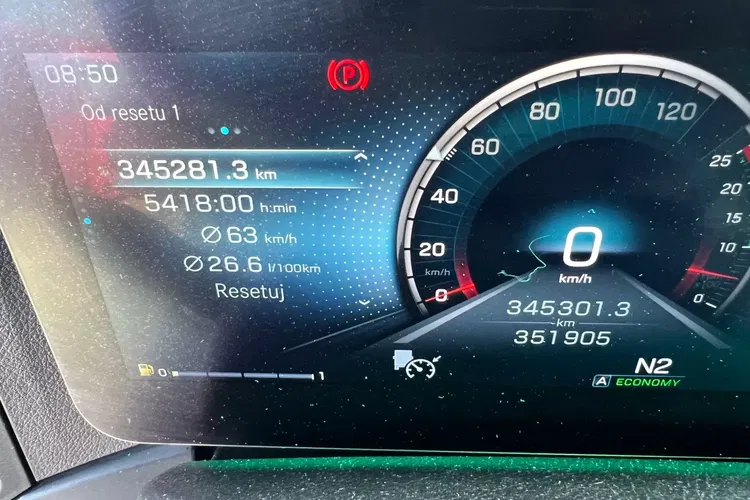 08:50
P
Od resetu 1
345281.3 km
5418:00 h:min
Ø 63 km/h
Ø 26.6 l/100km
Resetuj
0 1
0 20 40 60 80 100 120
km/h
0
km/h
345301.3
km
351905
25
20
15
10
0
N2
A ECONOMY